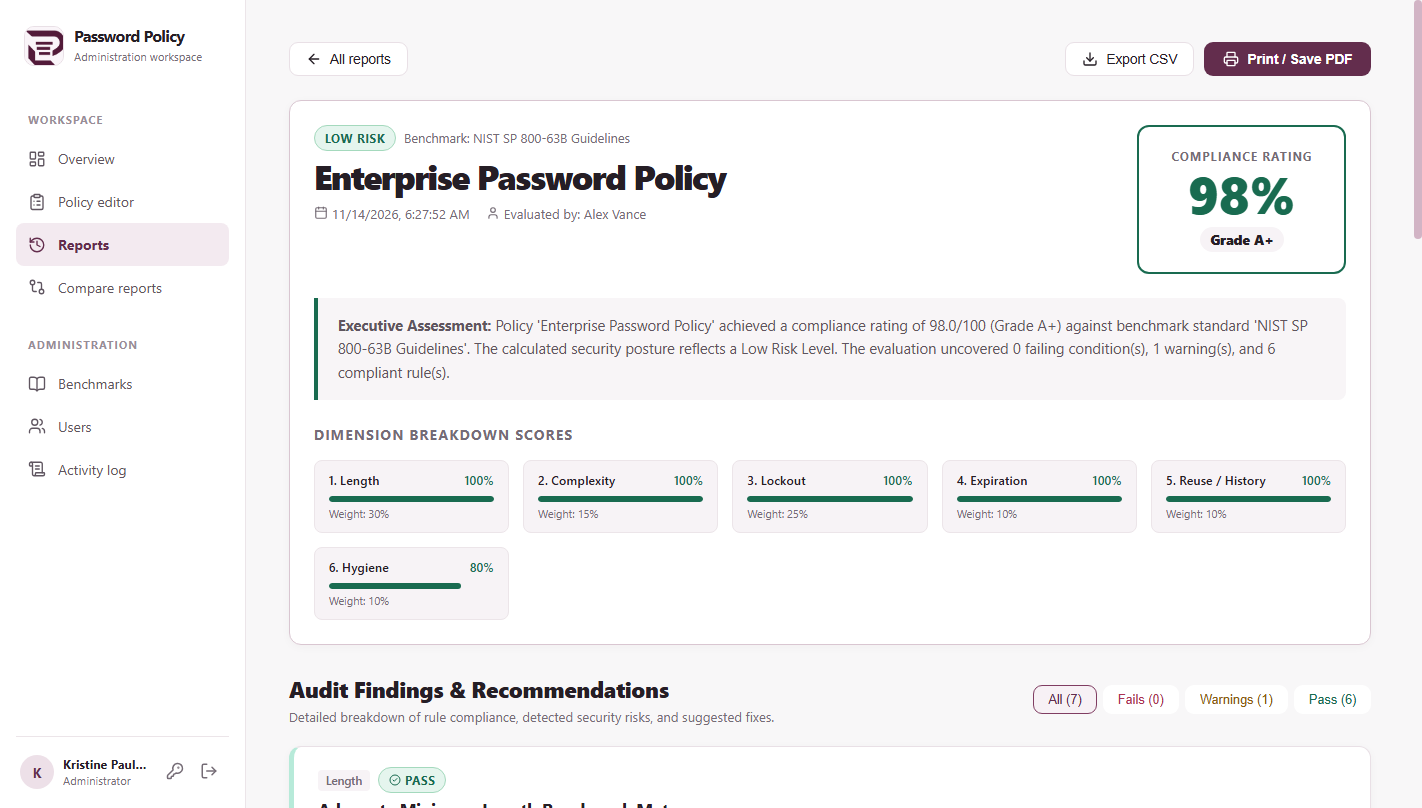 Password Policy
Administration workspace
WORKSPACE
Overview
Policy editor
Reports
Compare reports
ADMINISTRATION
Benchmarks
Users
Activity log
K
Kristine Paul...
Administrator
All reports
Export CSV
Print / Save PDF
LOW RISK
Benchmark: NIST SP 800-63B Guidelines
Enterprise Password Policy
11/14/2026, 6:27:52 AM
Evaluated by: Alex Vance
COMPLIANCE RATING
98%
Grade A+
Executive Assessment: Policy 'Enterprise Password Policy' achieved a compliance rating of 98.0/100 (Grade A+) against benchmark standard 'NIST SP
800-63B Guidelines'. The calculated security posture reflects a Low Risk Level. The evaluation uncovered 0 failing condition(s), 1 warning(s), and 6
compliant rule(s).
DIMENSION BREAKDOWN SCORES
1. Length 100%
Weight: 30%
2. Complexity 100%
Weight: 15%
3. Lockout 100%
Weight: 25%
4. Expiration 100%
Weight: 10%
5. Reuse / History 100%
Weight: 10%
6. Hygiene 80%
Weight: 10%
Audit Findings & Recommendations
Detailed breakdown of rule compliance, detected security risks, and suggested fixes.
All (7)
Fails (0)
Warnings (1)
Pass (6)
Length
PASS